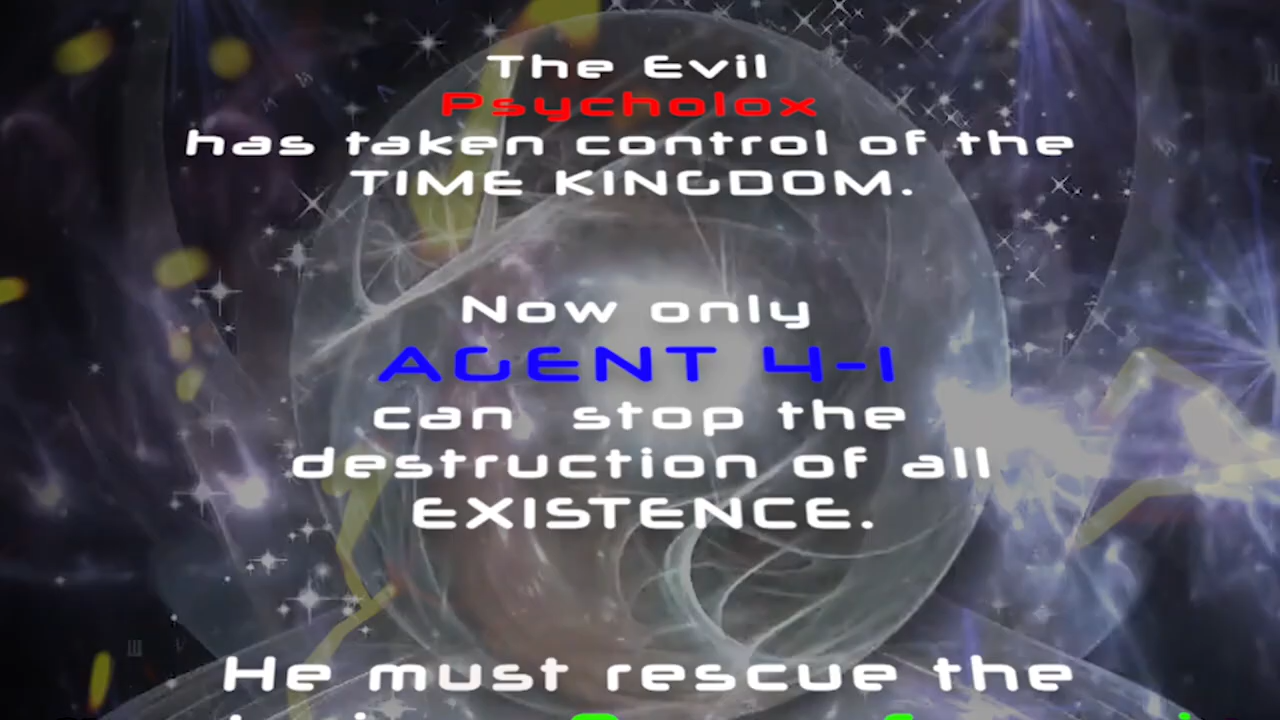 The Evil
Psycholox
has taken control of the
TIME KINGDOM.
Now only
AGENT 4-1
can stop the
destruction of all
EXISTENCE.
He must rescue the